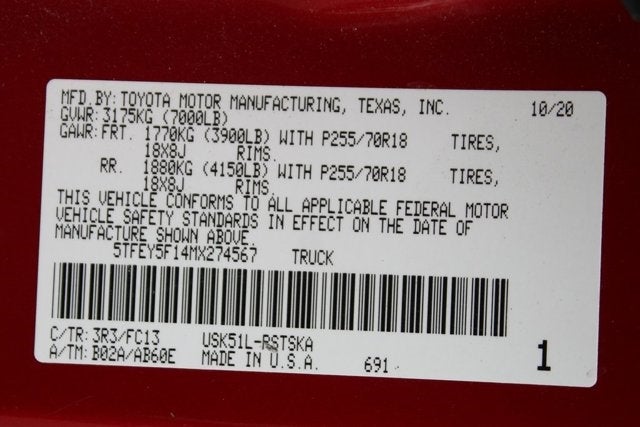 MFD.BY:TOYOTA MOTOR MANUFACTURING, TEXAS, INC. 10/20
GVWR:3175KG (7000LB)
GAWR:FRT. 1770KG (3900LB) WITH P255/70R18 TIRES,
18X8J RIMS.
RR. 1880KG (4150LB) WITH P255/70R18 TIRES,
18X8J RIMS.
THIS VEHICLE CONFORMS TO ALL APPLICABLE FEDERAL MOTOR
VEHICLE SAFETY STANDARDS IN EFFECT ON THE DATE OF
MANUFACTURE SHOWN ABOVE.
5TFEY5F14MX274567 TRUCK
C/TR:3R3/FC13 USK51L-PSTSKA
A/TM:B02A/AB60E MADE IN U.S.A. 691 1